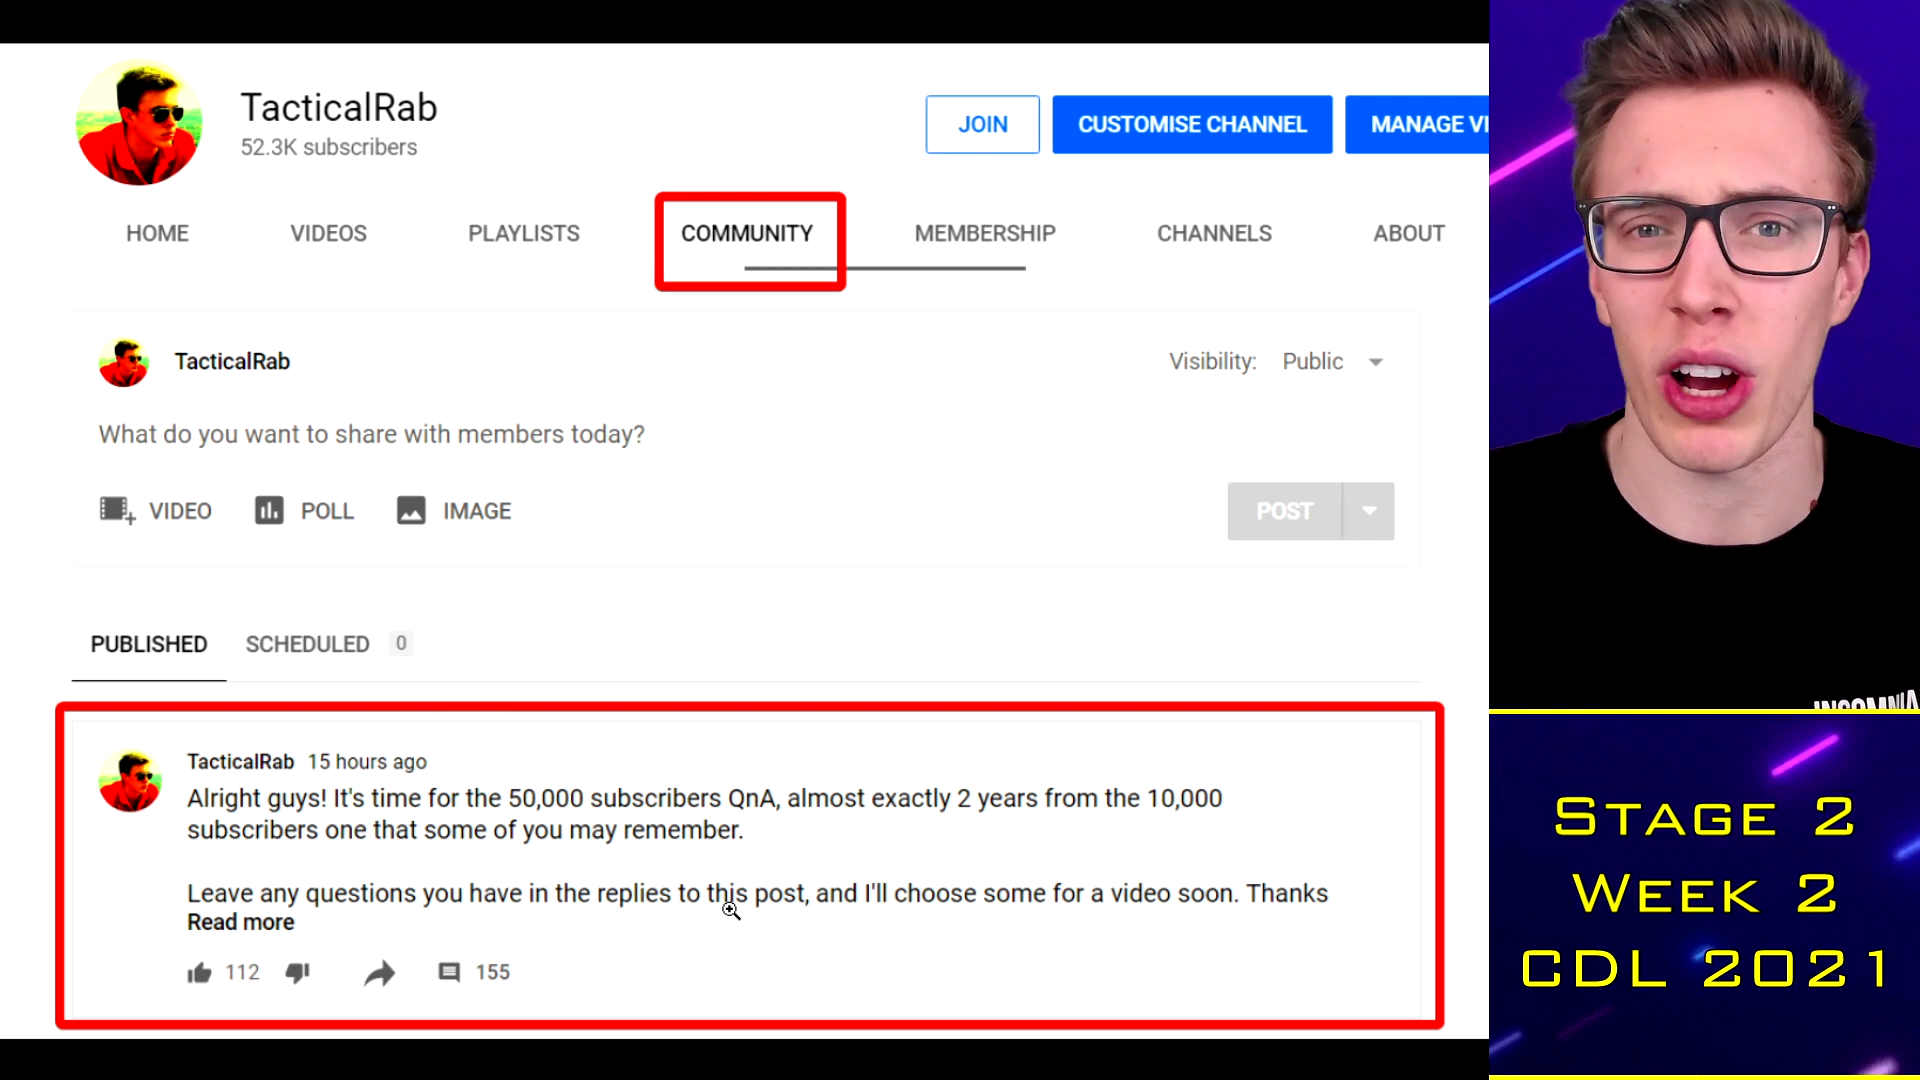 TacticalRab
52.3K subscribers
JOIN
CUSTOMISE CHANNEL
MANAGE VI
HOME
VIDEOS
PLAYLISTS
COMMUNITY
MEMBERSHIP
CHANNELS
ABOUT
TacticalRab
Visibility: Public
What do you want to share with members today?
VIDEO
POLL
IMAGE
POST
PUBLISHED
SCHEDULED 0
TacticalRab 15 hours ago
Alright guys! It's time for the 50,000 subscribers QnA, almost exactly 2 years from the 10,000
subscribers one that some of you may remember.
Leave any questions you have in the replies to this post, and I'll choose some for a video soon. Thanks
Read more
112
155
INSOMNIA
STAGE 2
WEEK 2
CDL 2021